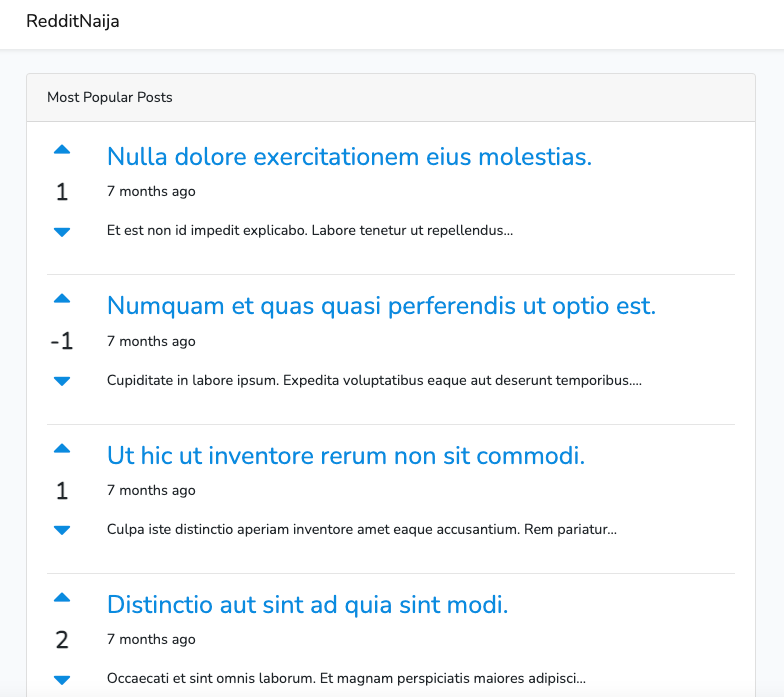 RedditNaija
Most Popular Posts
Nulla dolore exercitationem eius molestias.
1
7 months ago
Et est non id impedit explicabo. Labore tenetur ut repellendus...
Numquam et quas quasi perferendis ut optio est.
-1
7 months ago
Cupiditate in labore ipsum. Expedita voluptatibus eaque aut deserunt temporibus....
Ut hic ut inventore rerum non sit commodi.
1
7 months ago
Culpa iste distinctio aperiam inventore amet eaque accusantium. Rem pariatur...
Distinctio aut sint ad quia sint modi.
2
7 months ago
Occaecati et sint omnis laborum. Et magnam perspiciatis maiores adipisci...